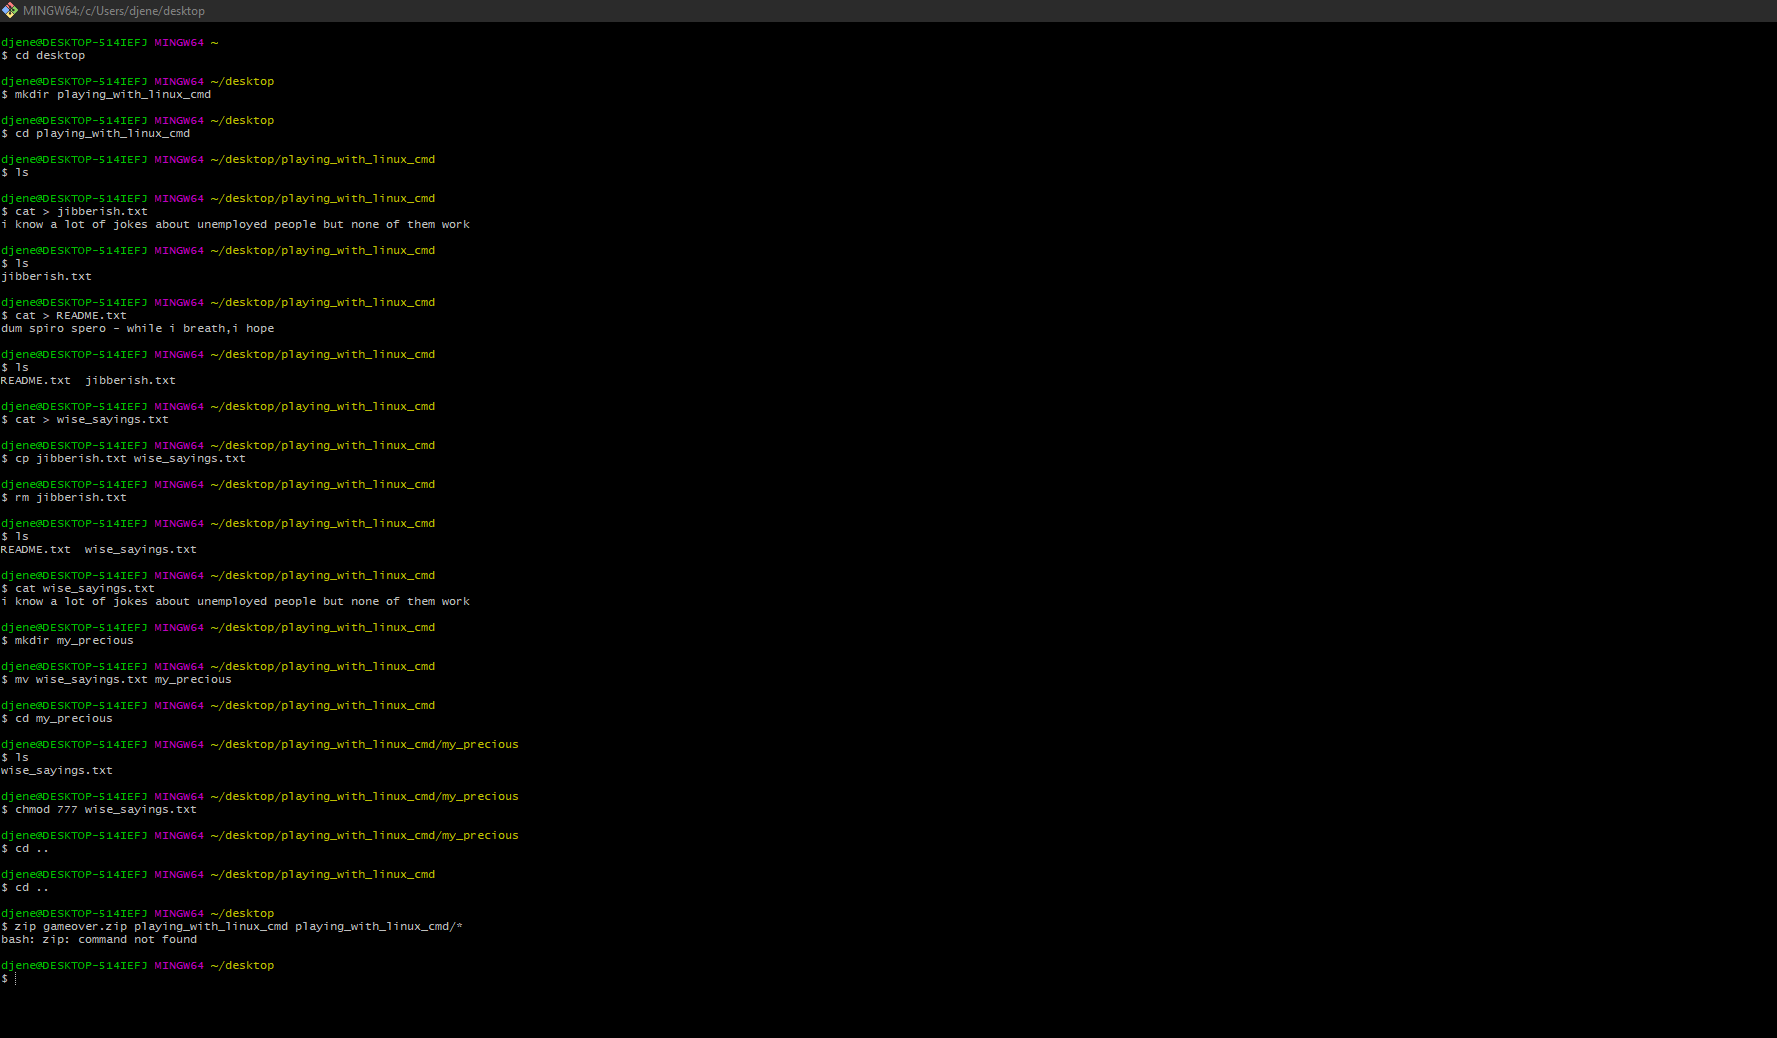 MINGW64:/c/Users/djene/desktop
djene@DESKTOP-514IEFJ MINGW64 ~
$ cd desktop
djene@DESKTOP-514IEFJ MINGW64 ~/desktop
$ mkdir playing_with_linux_cmd
djene@DESKTOP-514IEFJ MINGW64 ~/desktop
$ cd playing_with_linux_cmd
djene@DESKTOP-514IEFJ MINGW64 ~/desktop/playing_with_linux_cmd
$ ls
djene@DESKTOP-514IEFJ MINGW64 ~/desktop/playing_with_linux_cmd
$ cat > jibberish.txt
i know a lot of jokes about unemployed people but none of them work
djene@DESKTOP-514IEFJ MINGW64 ~/desktop/playing_with_linux_cmd
$ ls
jibberish.txt
djene@DESKTOP-514IEFJ MINGW64 ~/desktop/playing_with_linux_cmd
$ cat > README.txt
dum spiro spero - while i breath,i hope
djene@DESKTOP-514IEFJ MINGW64 ~/desktop/playing_with_linux_cmd
$ ls
README.txt  jibberish.txt
djene@DESKTOP-514IEFJ MINGW64 ~/desktop/playing_with_linux_cmd
$ cat > wise_sayings.txt
djene@DESKTOP-514IEFJ MINGW64 ~/desktop/playing_with_linux_cmd
$ cp jibberish.txt wise_sayings.txt
djene@DESKTOP-514IEFJ MINGW64 ~/desktop/playing_with_linux_cmd
$ rm jibberish.txt
djene@DESKTOP-514IEFJ MINGW64 ~/desktop/playing_with_linux_cmd
$ ls
README.txt  wise_sayings.txt
djene@DESKTOP-514IEFJ MINGW64 ~/desktop/playing_with_linux_cmd
$ cat wise_sayings.txt
i know a lot of jokes about unemployed people but none of them work
djene@DESKTOP-514IEFJ MINGW64 ~/desktop/playing_with_linux_cmd
$ mkdir my_precious
djene@DESKTOP-514IEFJ MINGW64 ~/desktop/playing_with_linux_cmd
$ mv wise_sayings.txt my_precious
djene@DESKTOP-514IEFJ MINGW64 ~/desktop/playing_with_linux_cmd
$ cd my_precious
djene@DESKTOP-514IEFJ MINGW64 ~/desktop/playing_with_linux_cmd/my_precious
$ ls
wise_sayings.txt
djene@DESKTOP-514IEFJ MINGW64 ~/desktop/playing_with_linux_cmd/my_precious
$ chmod 777 wise_sayings.txt
djene@DESKTOP-514IEFJ MINGW64 ~/desktop/playing_with_linux_cmd/my_precious
$ cd ..
djene@DESKTOP-514IEFJ MINGW64 ~/desktop/playing_with_linux_cmd
$ cd ..
djene@DESKTOP-514IEFJ MINGW64 ~/desktop
$ zip gameover.zip playing_with_linux_cmd playing_with_linux_cmd/*
bash: zip: command not found
djene@DESKTOP-514IEFJ MINGW64 ~/desktop
$